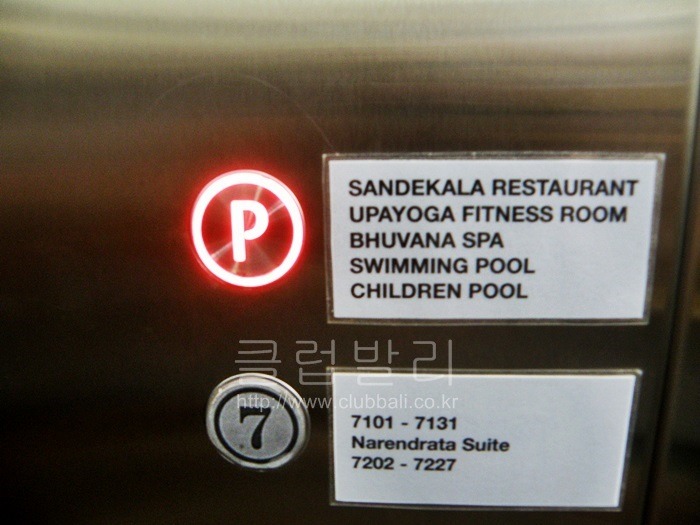 P
SANDEKALA RESTAURANT
UPAYOGA FITNESS ROOM
BHUVANA SPA
SWIMMING POOL
CHILDREN POOL
클럽발리
http://www.clubbali.co.kr
7
7101 - 7131
Narendrata Suite
7202 - 7227